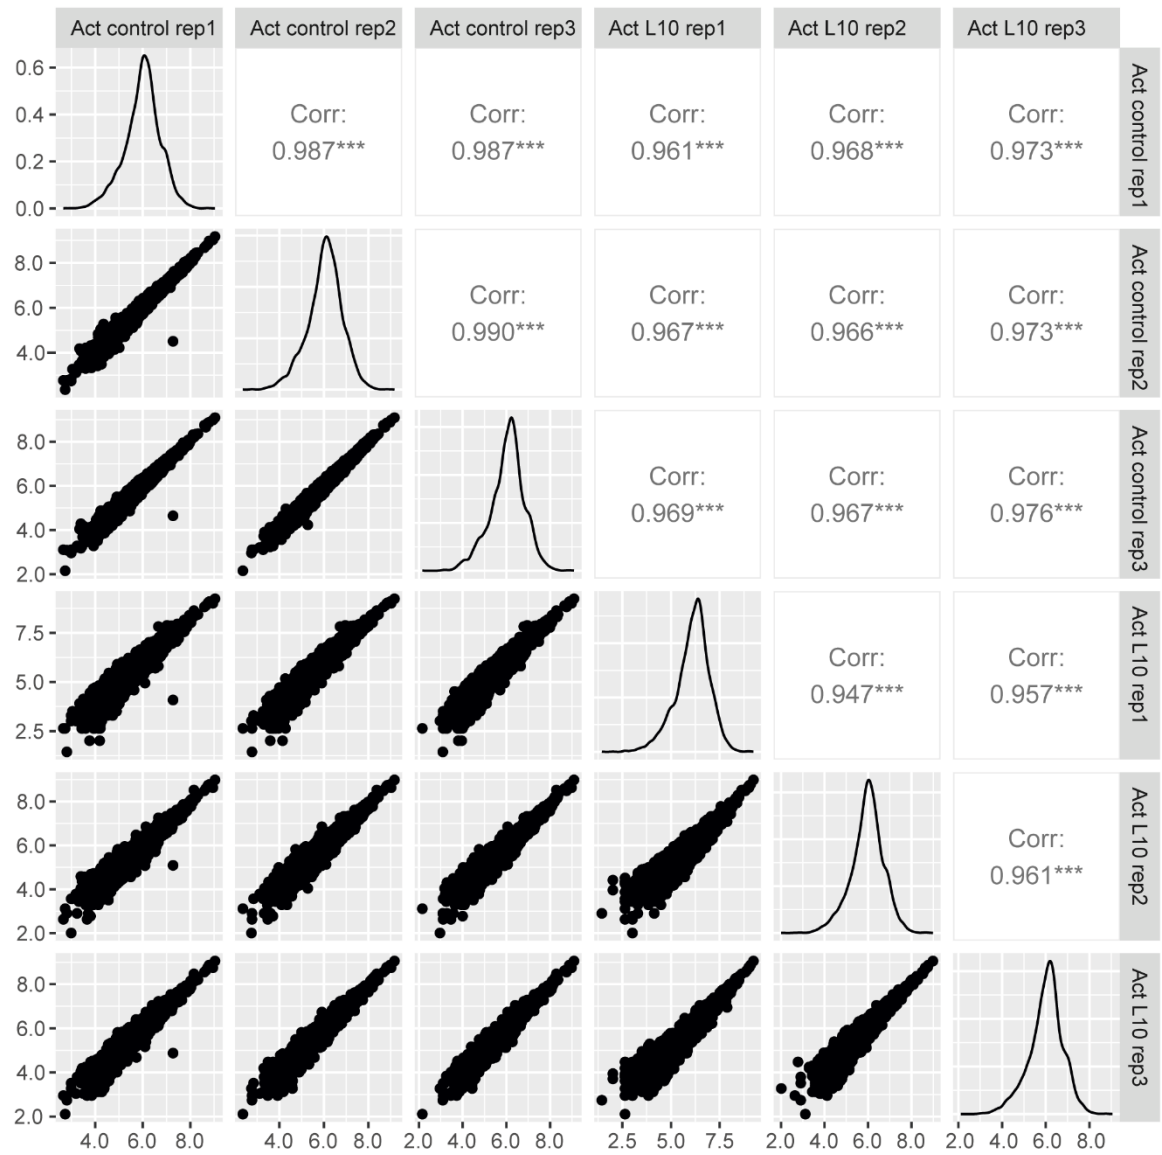 Act control rep1
Act control rep2
Act control rep3
Act L10 rep1
Act L10 rep2
Act L10 rep3
0.6
0.4
0.2
0.0
Corr:
0.987***
Corr:
0.987***
Corr:
0.961***
Corr:
0.968***
Corr:
0.973***
Act control rep1
8.0
6.0
4.0
Corr:
0.990***
Corr:
0.967***
Corr:
0.966***
Corr:
0.973***
Act control rep2
8.0
6.0
4.0
2.0
Corr:
0.969***
Corr:
0.967***
Corr:
0.976***
Act control rep3
7.5
5.0
2.5
Corr:
0.947***
Corr:
0.957***
Act L10 rep1
8.0
6.0
4.0
2.0
Corr:
0.961***
Act L10 rep2
8.0
6.0
4.0
2.0
Act L10 rep3
4.0 6.0 8.0
4.0 6.0 8.0
2.0 4.0 6.0 8.0
2.5 5.0 7.5
2.0 4.0 6.0 8.0
2.0 4.0 6.0 8.0